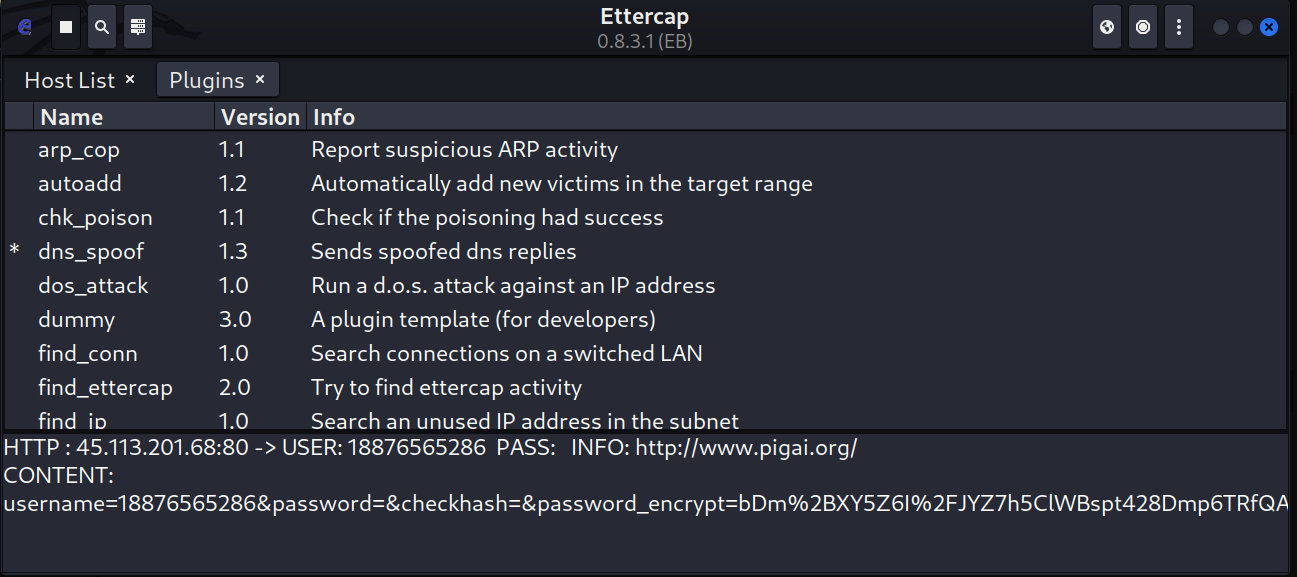 Ettercap
0.8.3.1 (EB)
Host List × Plugins ×
Name Version Info
arp_cop 1.1 Report suspicious ARP activity
autoadd 1.2 Automatically add new victims in the target range
chk_poison 1.1 Check if the poisoning had success
* dns_spoof 1.3 Sends spoofed dns replies
dos_attack 1.0 Run a d.o.s. attack against an IP address
dummy 3.0 A plugin template (for developers)
find_conn 1.0 Search connections on a switched LAN
find_ettercap 2.0 Try to find ettercap activity
find_ip 1.0 Search an unused IP address in the subnet
HTTP : 45.113.201.68:80 -> USER: 18876565286 PASS: INFO: http://www.pigai.org/
CONTENT:
username=18876565286&password=&checkhash=&password_encrypt=bDm%2BXY5Z6I%2FJYZ7h5ClWBspt428Dmp6TRfQA